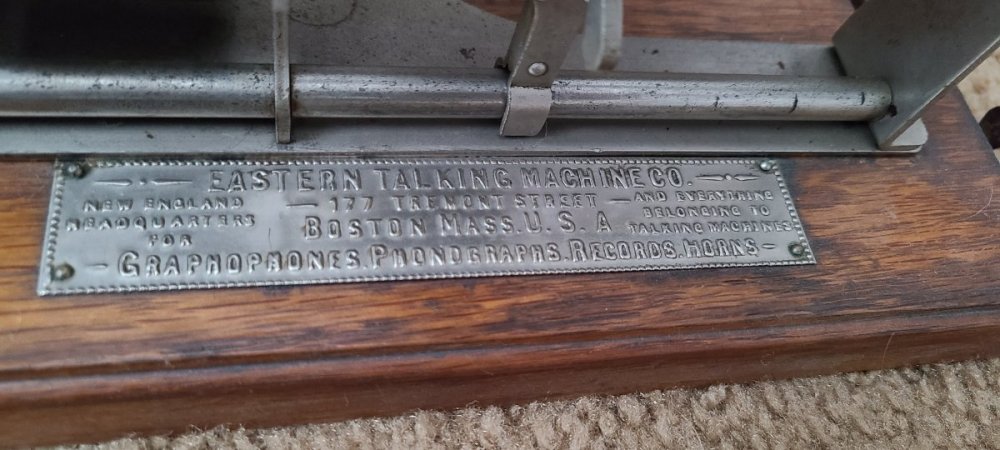 EASTERN TALKING MACHINE CO.
NEW ENGLAND
HEADQUARTERS
FOR
177 TREMONT STREET
BOSTON MASS. U. S. A
AND EVERYTHING
BELONGING TO
TALKING MACHINES
GRAPHOPHONES. PHONOGRAPHS. RECORDS. HORNS